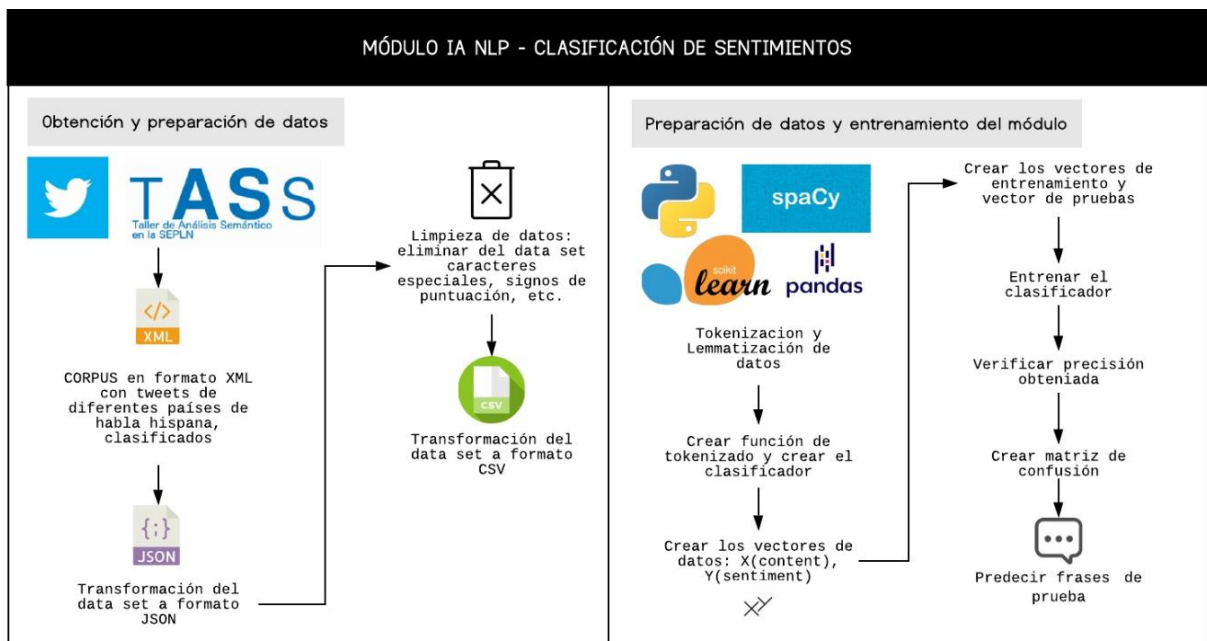 MÓDULO IA NLP - CLASIFICACIÓN DE SENTIMIENTOS
Obtención y preparación de datos
TASS
Taller de Análisis Semántico
en la SEPLN
</>
XML
CORPUS en formato XML
con tweets de
diferentes países de
habla hispana,
clasificados
{;}
JSON
Transformación del
data set a formato
JSON
Limpieza de datos:
eliminar del data set
caracteres
especiales, signos de
puntuación, etc.
CSV
Transformación del
data set a formato
CSV
Preparación de datos y entrenamiento del módulo
spaCy
scikit
learn
pandas
Tokenizacion y
Lemmatización de
datos
Crear función de
tokenizado y crear el
clasificador
Crear los vectores de
datos: X(content),
Y(sentiment)
XY
Crear los vectores de
entrenamiento y
vector de pruebas
Entrenar el
clasificador
Verificar precisión
obteniada
Crear matriz de
confusión
Predecir frases de
prueba